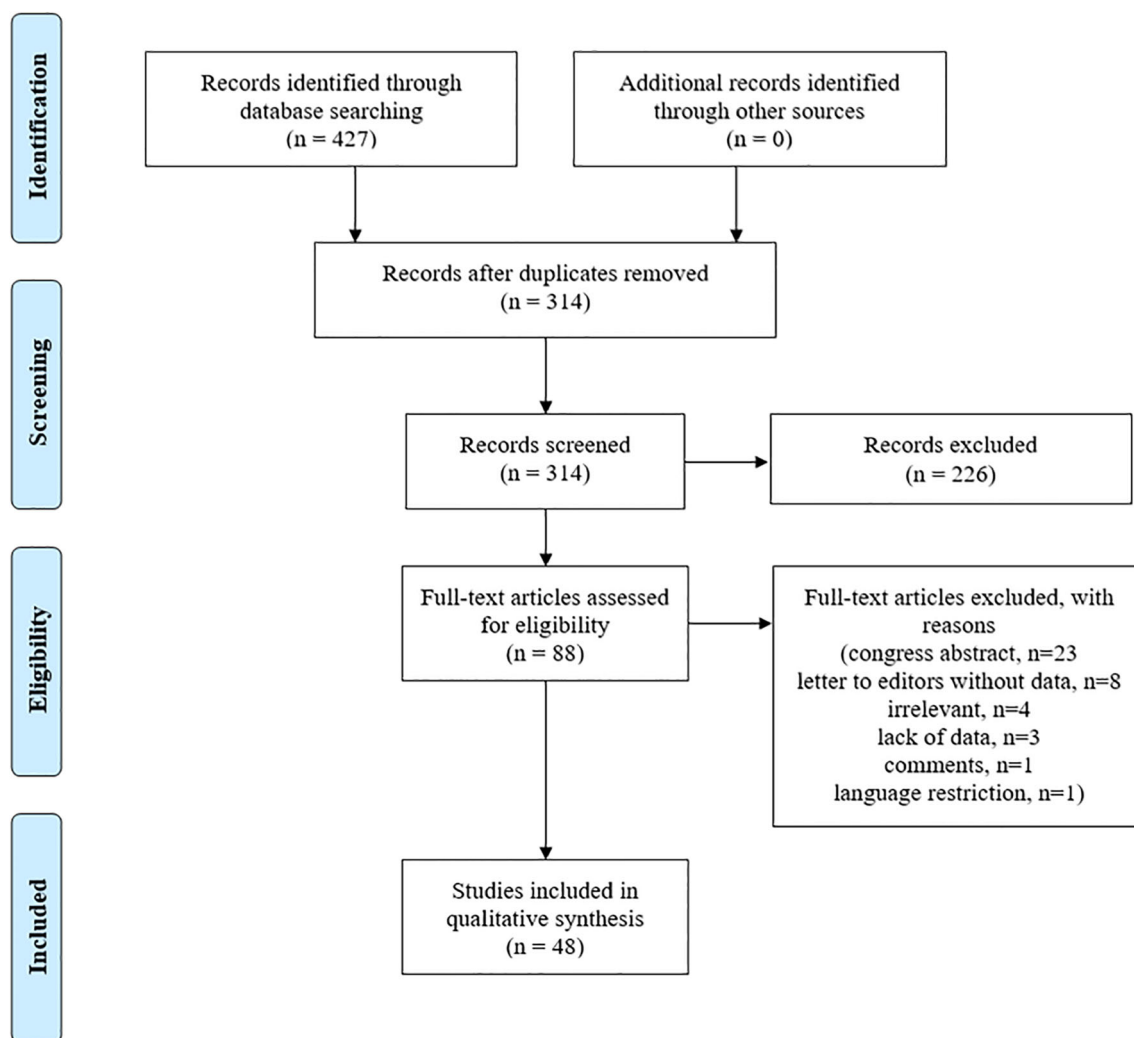 Identification
Records identified through
database searching
(n = 427)
Additional records identified
through other sources
(n = 0)
Records after duplicates removed
(n = 314)
Screening
Records screened
(n = 314)
Records excluded
(n = 226)
Eligibility
Full-text articles assessed
for eligibility
(n = 88)
Full-text articles excluded, with
reasons
(congress abstract, n=23
letter to editors without data, n=8
irrelevant, n=4
lack of data, n=3
comments, n=1
language restriction, n=1)
Included
Studies included in
qualitative synthesis
(n = 48)